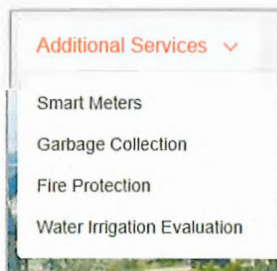 Additional Services
Smart Meters
Garbage Collection
Fire Protection
Water Irrigation Evaluation